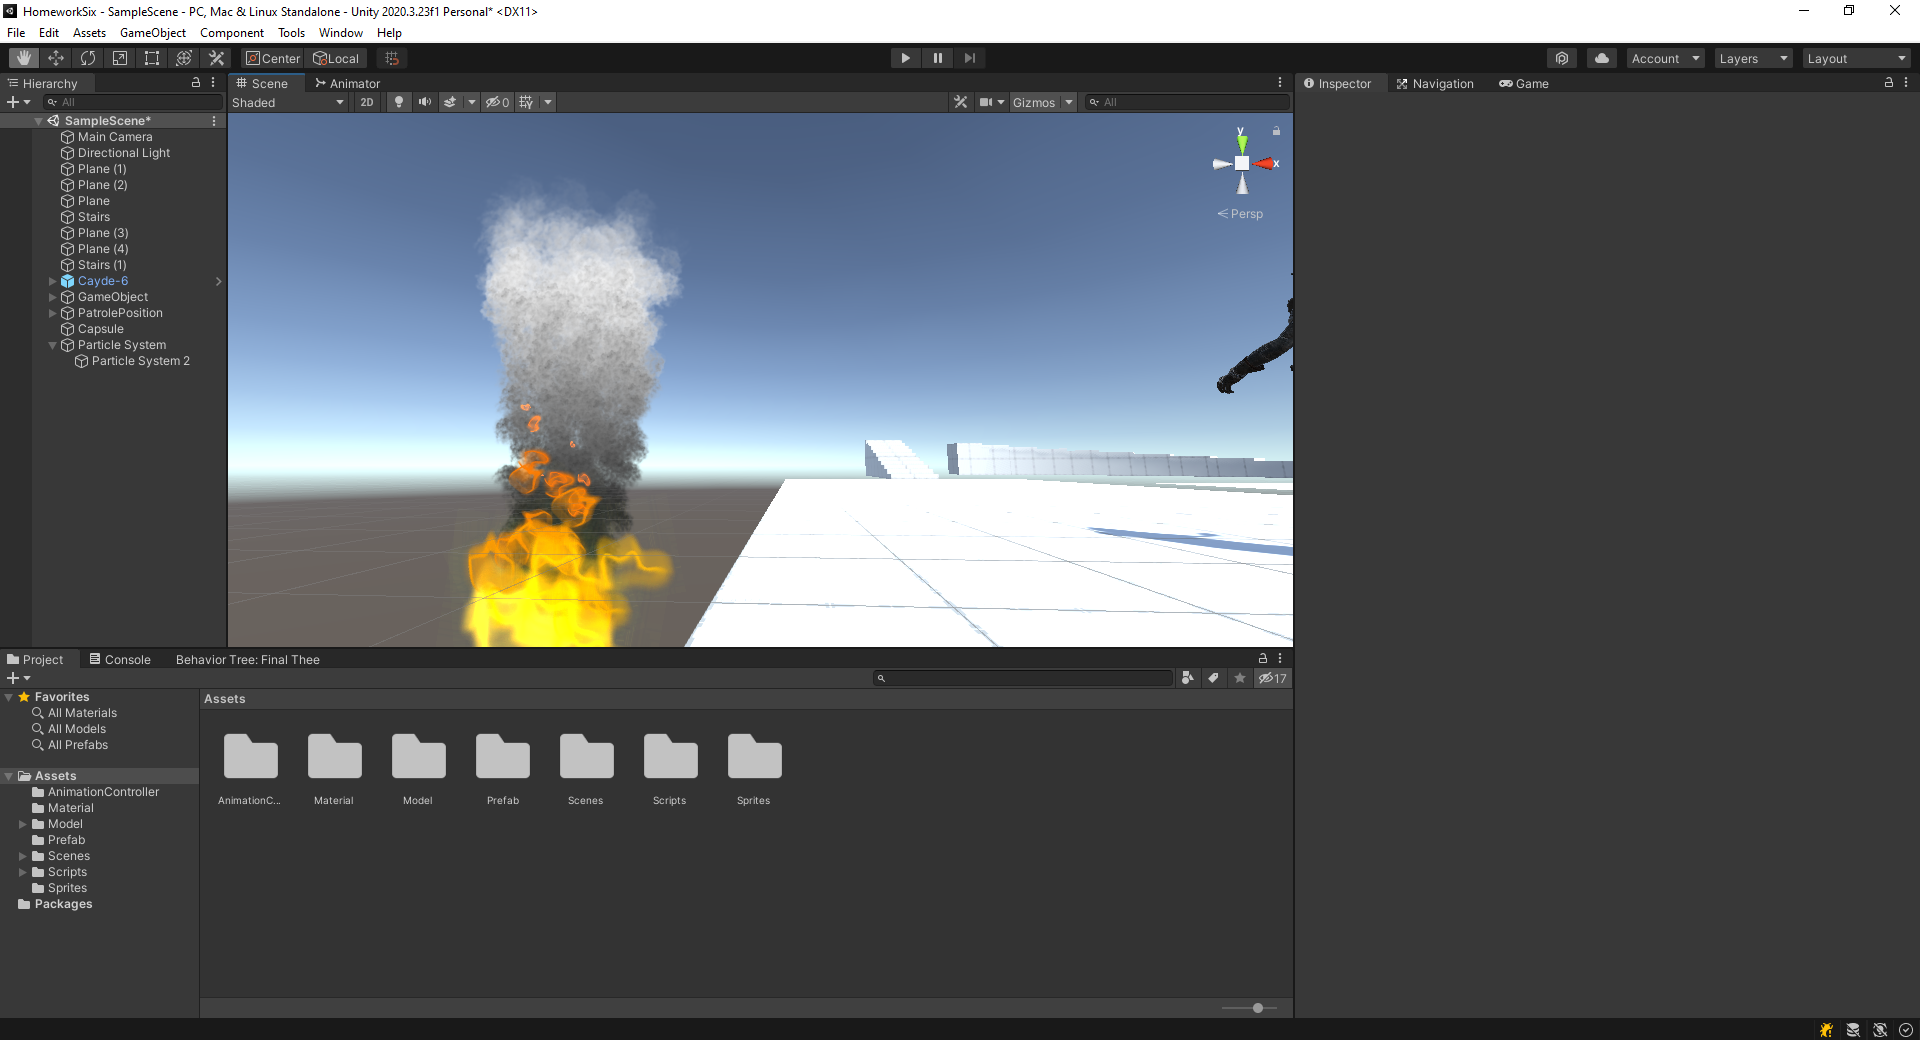 HomeworkSix - SampleScene - PC, Mac & Linux Standalone - Unity 2020.3.23f1 Personal* <DX11>
File Edit Assets GameObject Component Tools Window Help
Center Local Account Layers Layout
Hierarchy
All
SampleScene*
Main Camera
Directional Light
Plane (1)
Plane (2)
Plane
Stairs
Plane (3)
Plane (4)
Stairs (1)
Cayde-6
GameObject
PatrolePosition
Capsule
Particle System
Particle System 2
Scene Animator
Shaded 2D 0 Gizmos All
y
x
Persp
Inspector Navigation Game
Project Console Behavior Tree: Final Thee
17
Favorites
All Materials
All Models
All Prefabs
Assets
AnimationController
Material
Model
Prefab
Scenes
Scripts
Sprites
Packages
Assets
AnimationC... Material Model Prefab Scenes Scripts Sprites